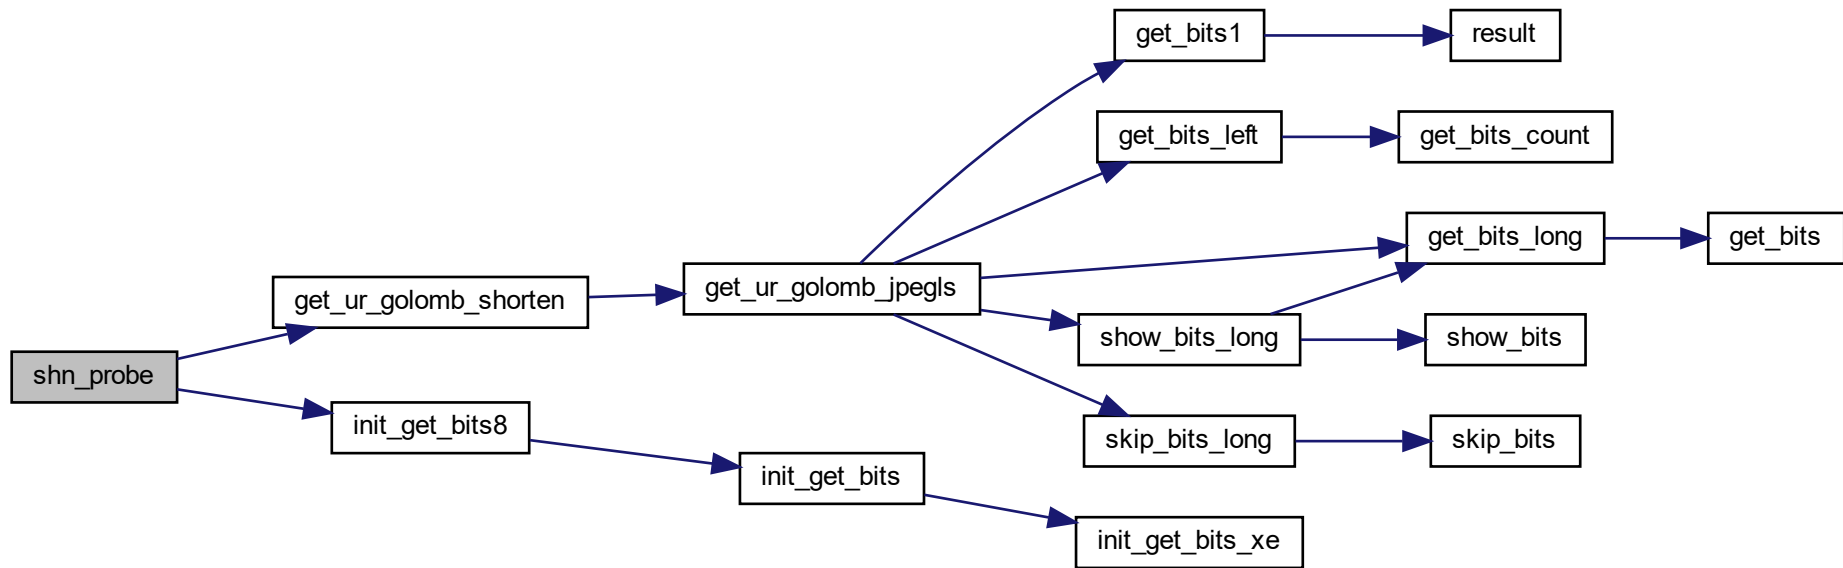 get_bits1
result
get_bits_left
get_bits_count
get_bits_long
get_bits
get_ur_golomb_shorten
get_ur_golomb_jpegls
show_bits_long
show_bits
shn_probe
init_get_bits8
skip_bits_long
skip_bits
init_get_bits
init_get_bits_xe